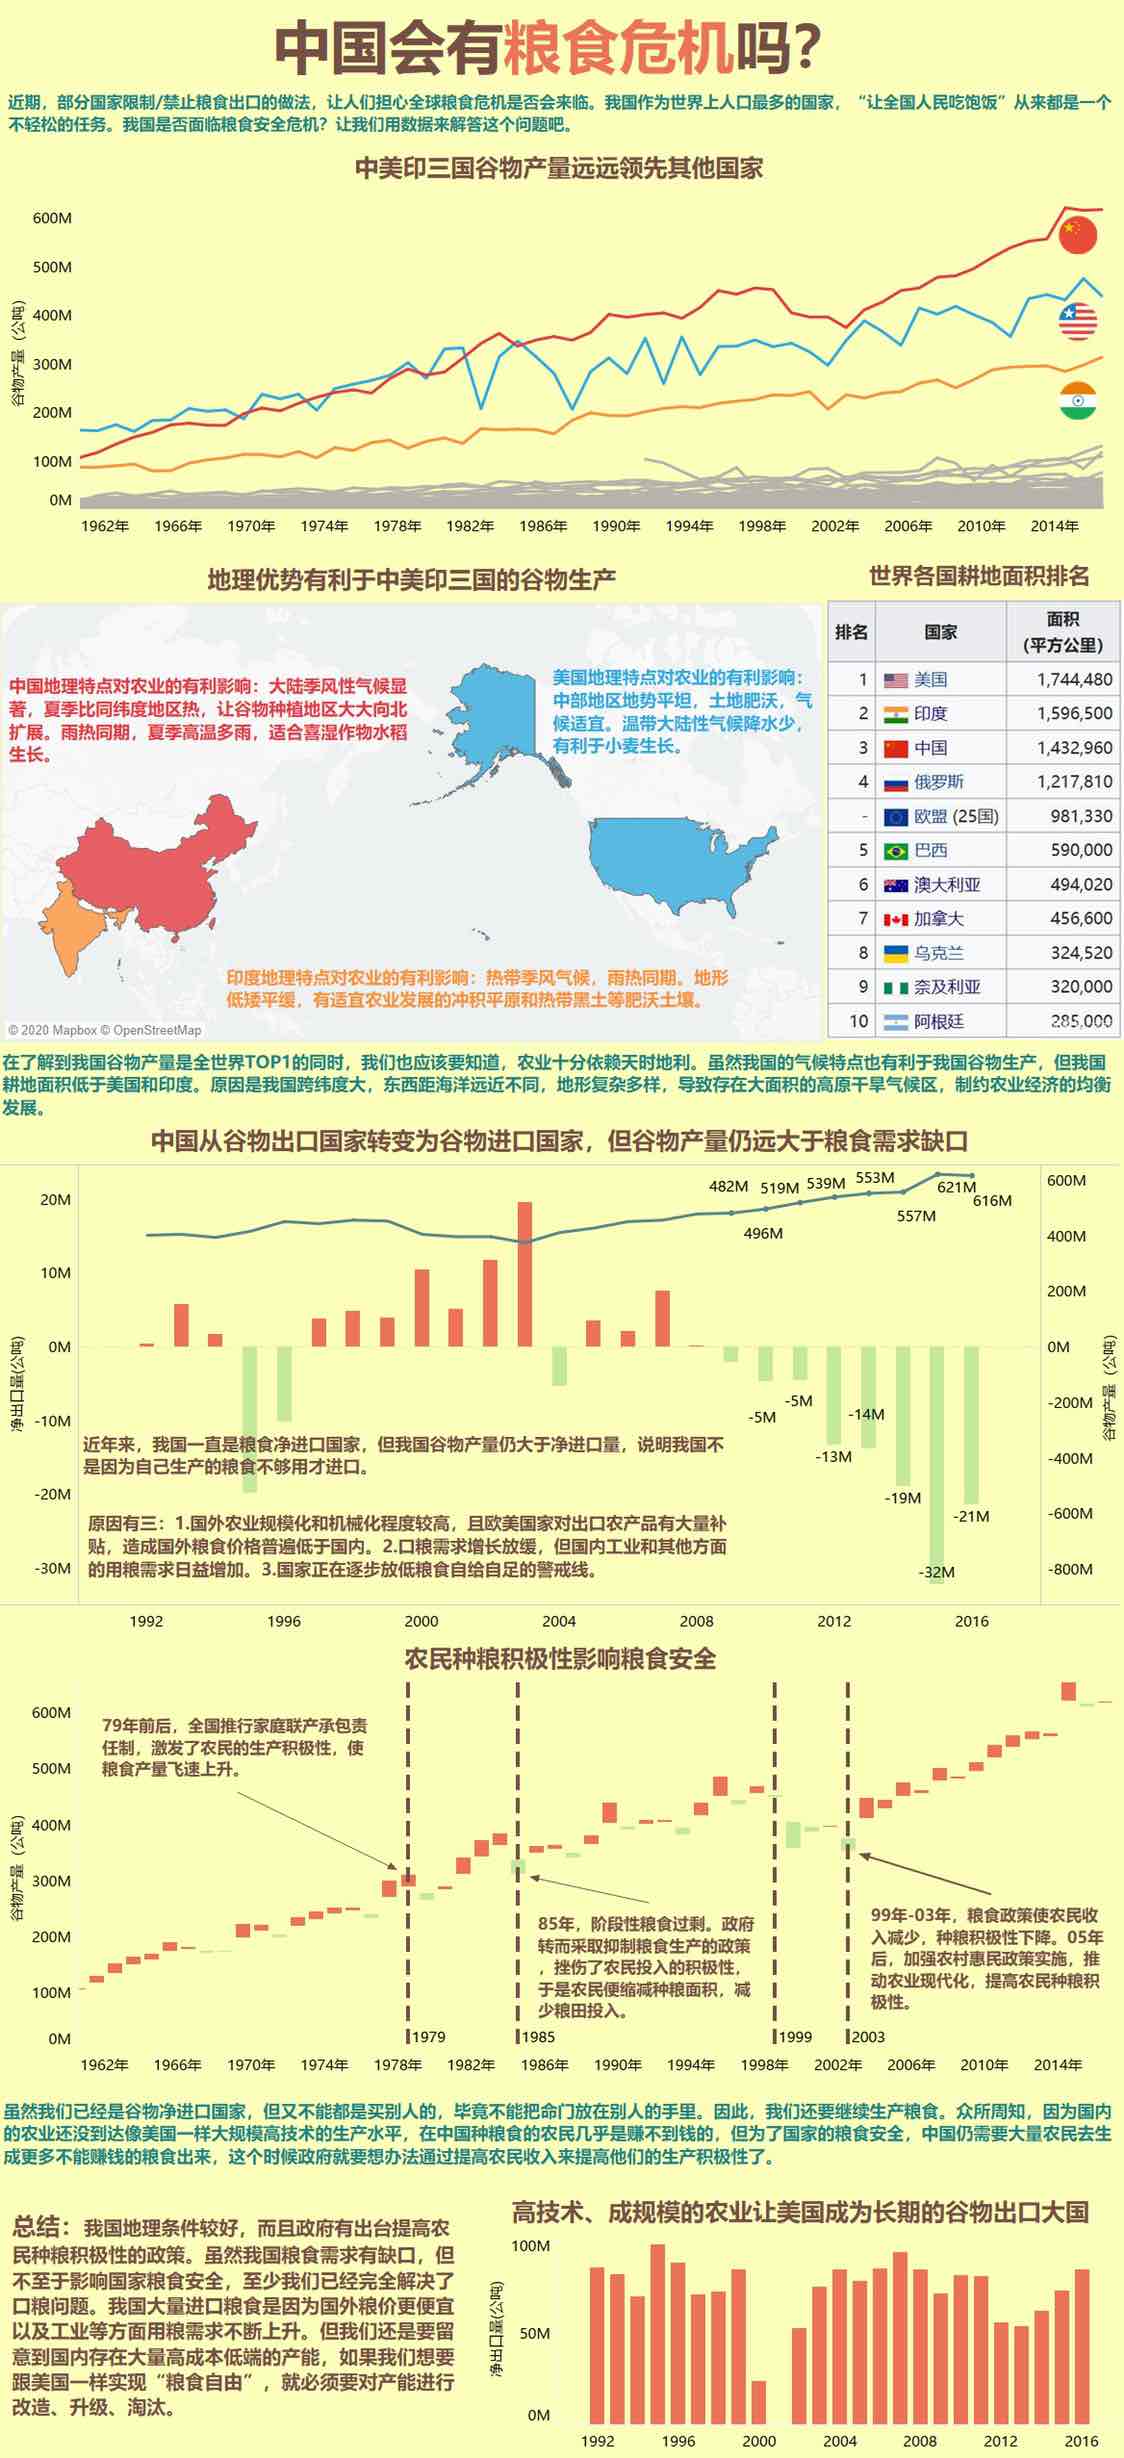 中国会有粮食危机吗？
近期，部分国家限制/禁止粮食出口的做法，让人们担心全球粮食危机是否会来临。我国作为世界上人口最多的国家，“让全国人民吃饱饭”从来都是一个
不轻松的任务。我国是否面临粮食安全危机？让我们用数据来解答这个问题吧。
中美印三国谷物产量远远领先其他国家
谷物产量（公吨）
600M
500M
400M
300M
200M
100M
0M
1962年 1966年 1970年 1974年 1978年 1982年 1986年 1990年 1994年 1998年 2002年 2006年 2010年 2014年
地理优势有利于中美印三国的谷物生产
中国地理特点对农业的有利影响：大陆季风性气候显
著，夏季比同纬度地区热，让谷物种植地区大大向北
扩展。雨热同期，夏季高温多雨，适合喜湿作物水稻
生长。
美国地理特点对农业的有利影响：
中部地区地势平坦，土地肥沃，气
候适宜。温带大陆性气候降水少，
有利于小麦生长。
印度地理特点对农业的有利影响：热带季风气候，雨热同期。地形
低矮平缓，有适宜农业发展的冲积平原和热带黑土等肥沃土壤。
© 2020 Mapbox © OpenStreetMap
世界各国耕地面积排名
排名 国家 面积
(平方公里)
1 美国 1,744,480
2 印度 1,596,500
3 中国 1,432,960
4 俄罗斯 1,217,810
- 欧盟 (25国) 981,330
5 巴西 590,000
6 澳大利亚 494,020
7 加拿大 456,600
8 乌克兰 324,520
9 奈及利亚 320,000
10 阿根廷 285,000
在了解到我国谷物产量是全世界TOP1的同时，我们也应该要知道，农业十分依赖天时地利。虽然我国的气候特点也有利于我国谷物生产，但我国
耕地面积低于美国和印度。原因是我国跨纬度大，东西距海洋远近不同，地形复杂多样，导致存在大面积的高原干旱气候区，制约农业经济的均衡
发展。
中国从谷物出口国家转变为谷物进口国家，但谷物产量仍远大于粮食需求缺口
净出口量(公吨)
20M
10M
0M
-10M
-20M
-30M
482M
496M
519M
539M
553M
557M
621M
616M
-5M
-5M
-13M
-14M
-19M
-32M
-21M
600M
400M
200M
0M
-200M
-400M
-600M
-800M
谷物产量（公吨）
近年来，我国一直是粮食净进口国家，但我国谷物产量仍大于净进口量，说明我国不
是因为自己生产的粮食不够用才进口。
原因有三：1.国外农业规模化和机械化程度较高，且欧美国家对出口农产品有大量补
贴，造成国外粮食价格普遍低于国内。2.口粮需求增长放缓，但国内工业和其他方面
的用粮需求日益增加。3.国家正在逐步放低粮食自给自足的警戒线。
1992 1996 2000 2004 2008 2012 2016
农民种粮积极性影响粮食安全
谷物产量（公吨）
600M
500M
400M
300M
200M
100M
0M
79年前后，全国推行家庭联产承包责
任制，激发了农民的生产积极性，使
粮食产量飞速上升。
85年，阶段性粮食过剩。政府
转而采取抑制粮食生产的政策
，挫伤了农民投入的积极性，
于是农民便缩减种粮面积，减
少粮田投入。
99年-03年，粮食政策使农民收
入减少，种粮积极性下降。05年
后，加强农村惠民政策实施，推
动农业现代化，提高农民种粮积
极性。
1979 1985 1999 2003
1962年 1966年 1970年 1974年 1978年 1982年 1986年 1990年 1994年 1998年 2002年 2006年 2010年 2014年
虽然我们已经是谷物净进口国家，但又不能都是买别人的，毕竟不能把命门放在别人的手里。因此，我们还要继续生产粮食。众所周知，因为国内
的农业还没到达像美国一样大规模高技术的生产水平，在中国种粮食的农民几乎是赚不到钱的，但为了国家的粮食安全，中国仍需要大量农民去生
成更多不能赚钱的粮食出来，这个时候政府就要想办法通过提高农民收入来提高他们的生产积极性了。
总结：我国地理条件较好，而且政府有出台提高农
民种粮积极性的政策。虽然我国粮食需求有缺口，但
不至于影响国家粮食安全，至少我们已经完全解决了
口粮问题。我国大量进口粮食是因为国外粮价更便宜
以及工业等方面用粮需求不断上升。但我们还是要留
意到国内存在大量高成本低端的产能，如果我们想要
跟美国一样实现“粮食自由”，就必须要对产能进行
改造、升级、淘汰。
高技术、成规模的农业让美国成为长期的谷物出口大国
净出口量(公吨)
100M
50M
0M
1992 1996 2000 2004 2008 2012 2016